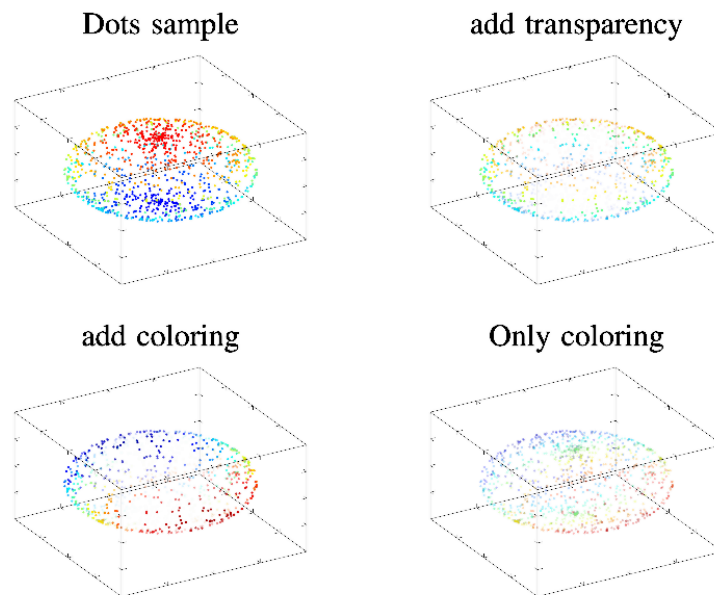 Dots sample
add transparency
add coloring
Only coloring